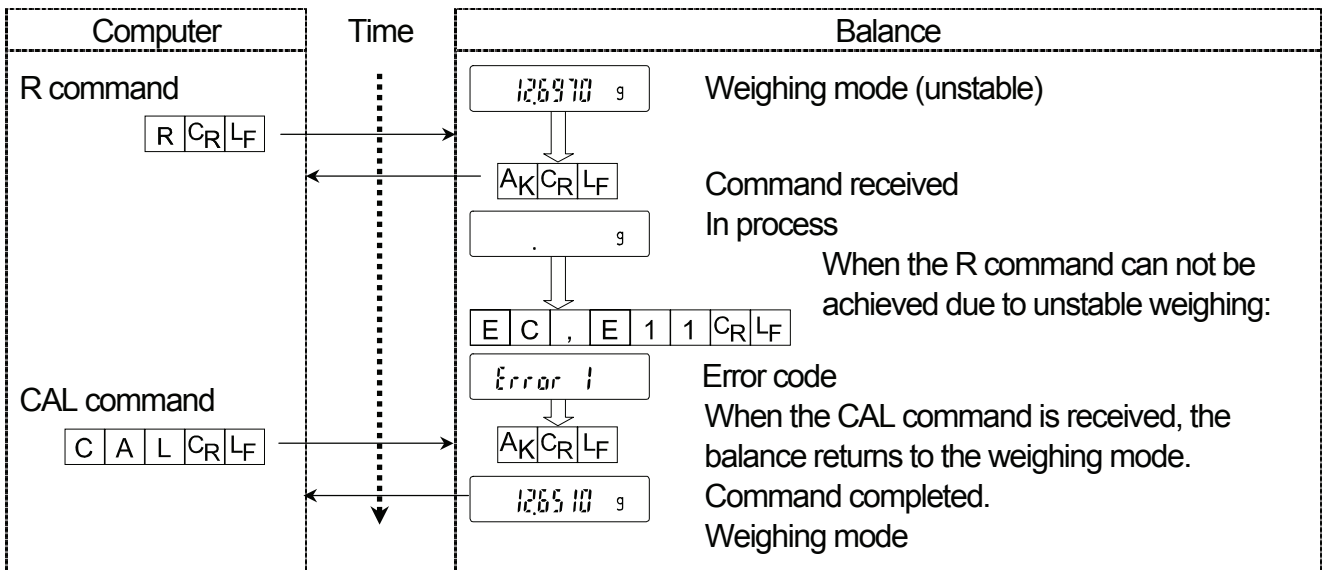 Computer Time Balance
R command 12.6970 g Weighing mode (unstable)
R CR LF
AK CR LF Command received
. g In process
When the R command can not be
achieved due to unstable weighing:
E C , E 1 1 CR LF
Error 1 Error code
CAL command When the CAL command is received, the
C A L CR LF AK CR LF balance returns to the weighing mode.
12.6510 g Command completed.
Weighing mode